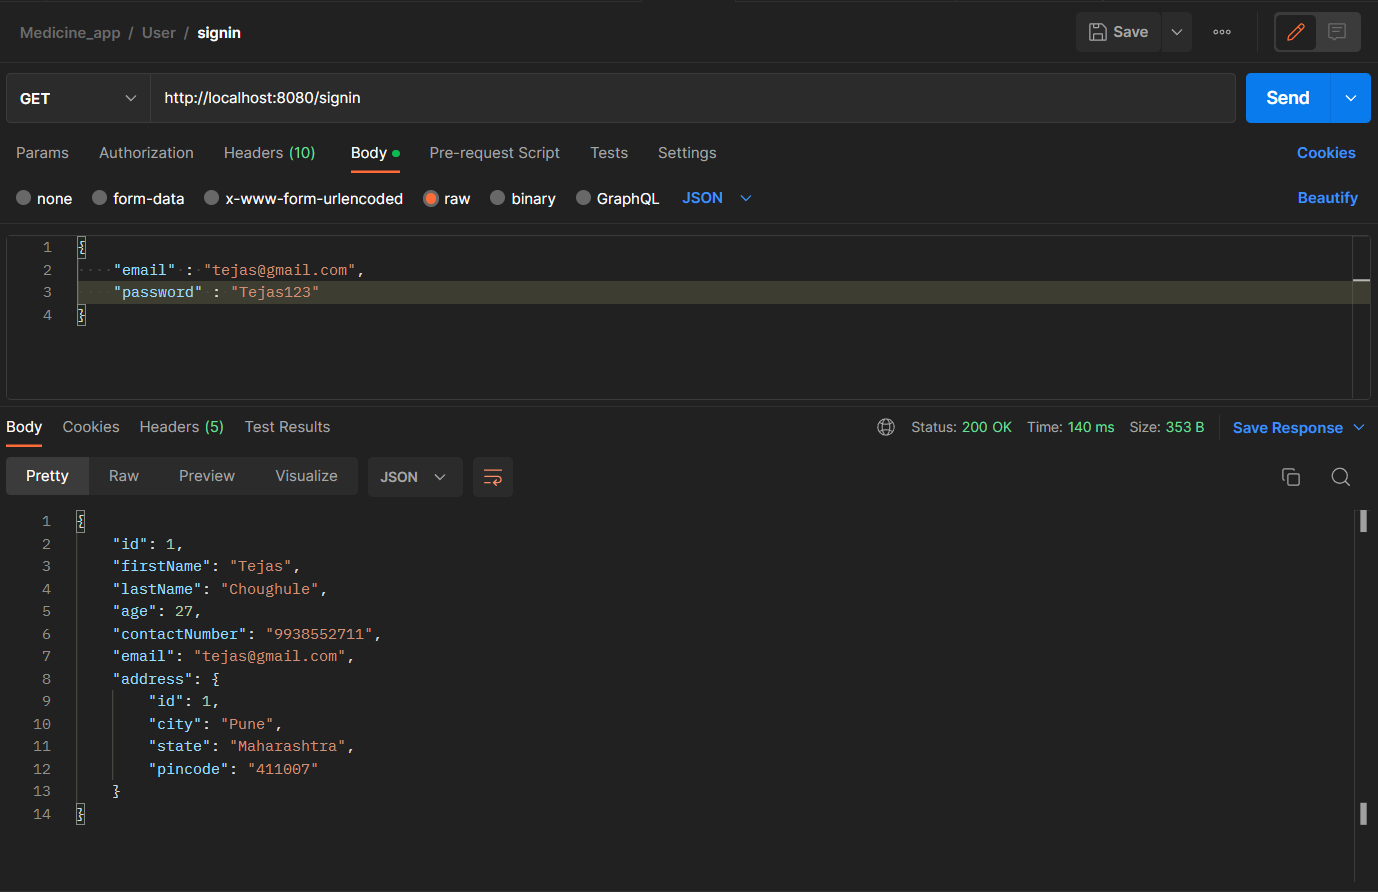 Medicine_app / User / signin
Save
GET
http://localhost:8080/signin
Send
Params Authorization Headers (10) Body Pre-request Script Tests Settings Cookies
none form-data x-www-form-urlencoded raw binary GraphQL JSON Beautify
1 {
2 "email" : "tejas@gmail.com",
3 "password" : "Tejas123"
4 }
Body Cookies Headers (5) Test Results Status: 200 OK Time: 140 ms Size: 353 B Save Response
Pretty Raw Preview Visualize JSON
1 {
2 "id": 1,
3 "firstName": "Tejas",
4 "lastName": "Choughule",
5 "age": 27,
6 "contactNumber": "9938552711",
7 "email": "tejas@gmail.com",
8 "address": {
9 "id": 1,
10 "city": "Pune",
11 "state": "Maharashtra",
12 "pincode": "411007"
13 }
14 }